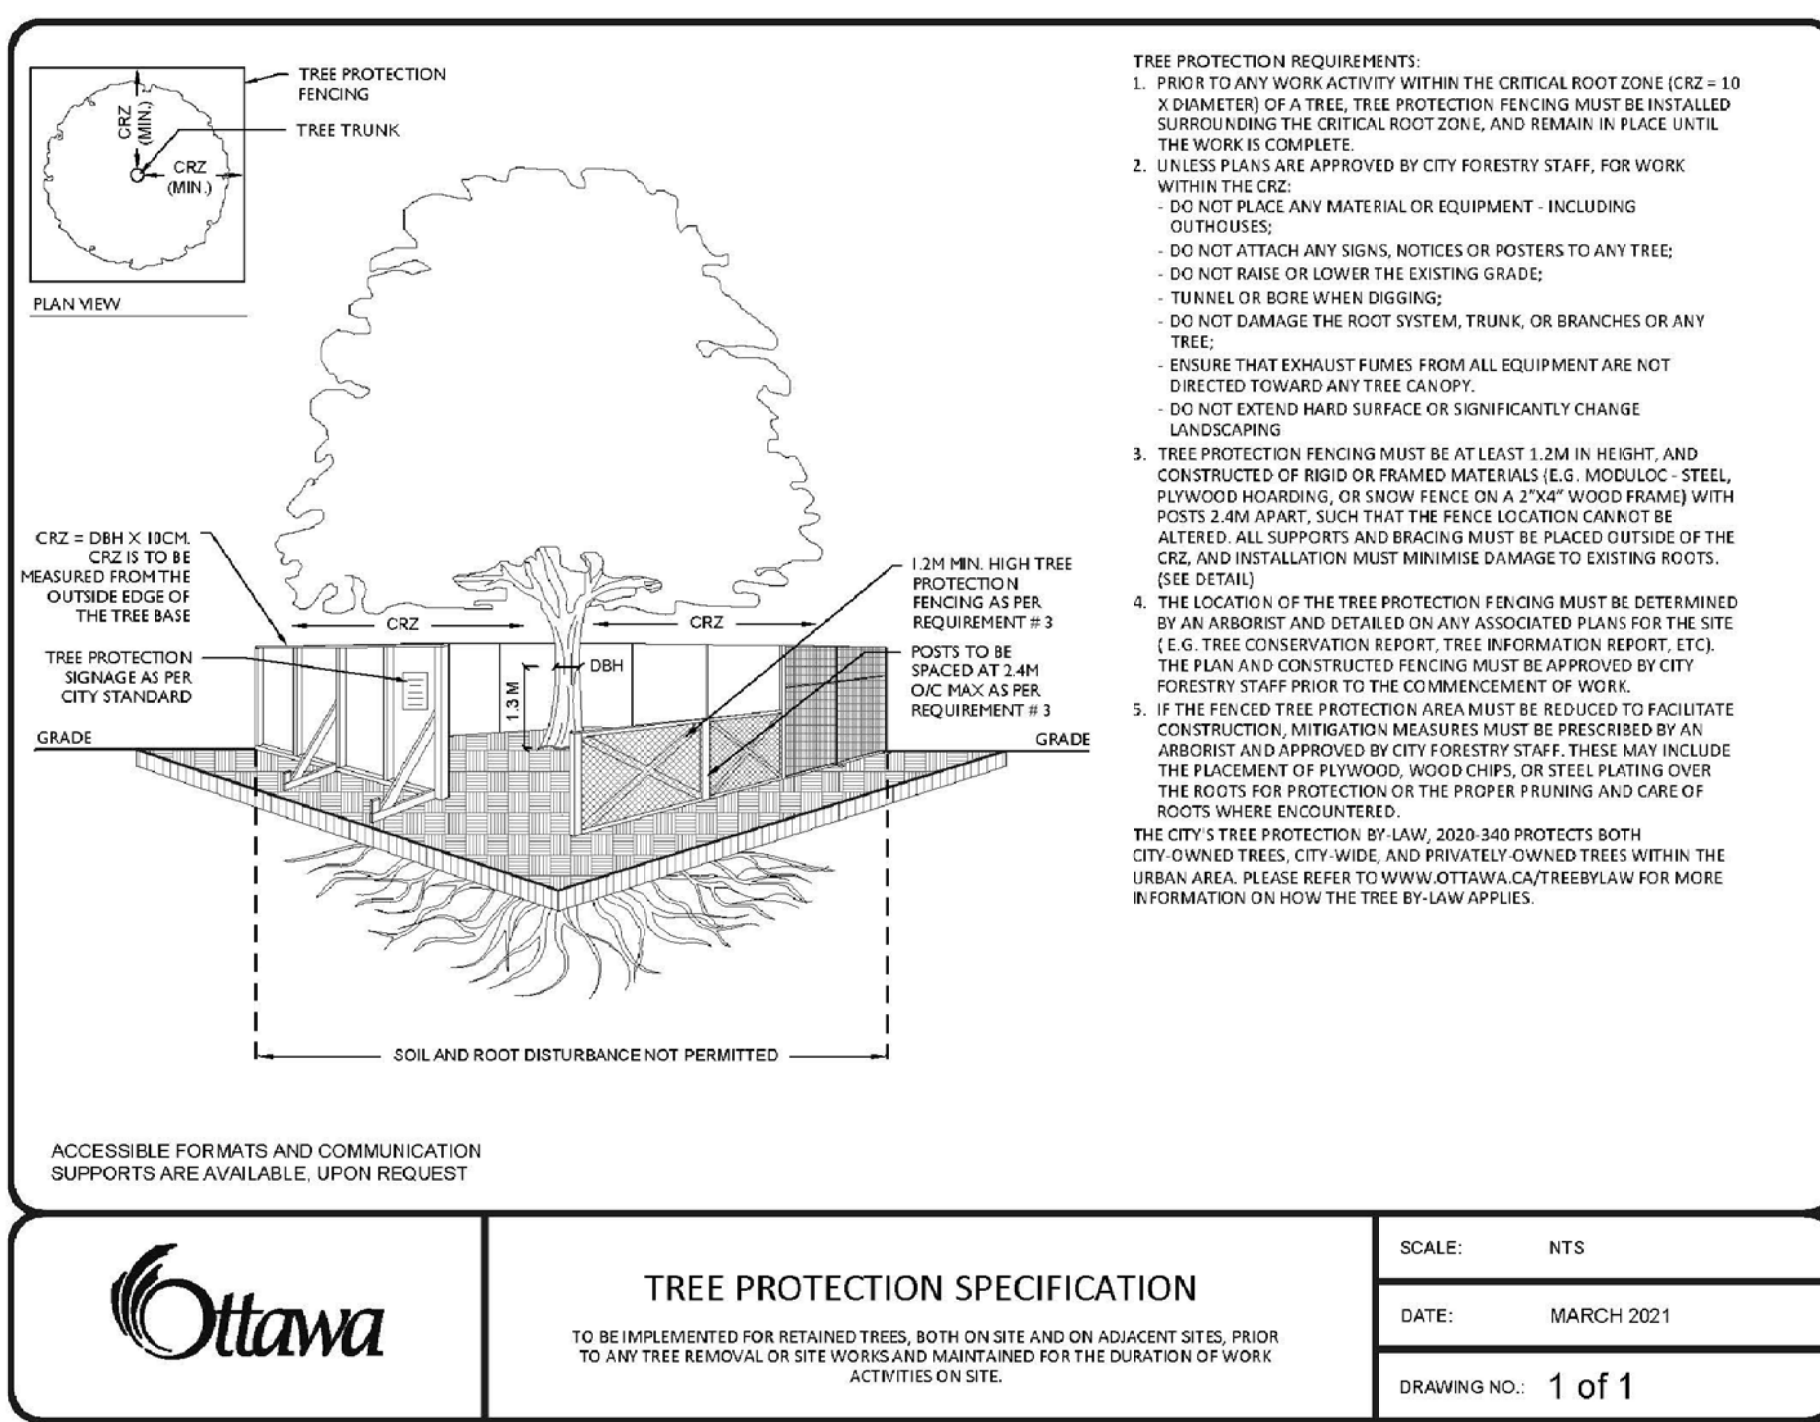 TREE PROTECTION
FENCING
TREE TRUNK
CRZ
(MIN.)
CRZ
(MIN.)
PLAN VIEW
CRZ = DBH X 10CM.
CRZ IS TO BE
MEASURED FROM THE
OUTSIDE EDGE OF
THE TREE BASE
TREE PROTECTION
SIGNAGE AS PER
CITY STANDARD
GRADE
CRZ
CRZ
DBH
1.3 M
1.2M MIN. HIGH TREE
PROTECTION
FENCING AS PER
REQUIREMENT # 3
POSTS TO BE
SPACED AT 2.4M
O/C MAX AS PER
REQUIREMENT # 3
GRADE
SOIL AND ROOT DISTURBANCE NOT PERMITTED
ACCESSIBLE FORMATS AND COMMUNICATION
SUPPORTS ARE AVAILABLE, UPON REQUEST
TREE PROTECTION REQUIREMENTS:
1. PRIOR TO ANY WORK ACTIVITY WITHIN THE CRITICAL ROOT ZONE (CRZ = 10
X DIAMETER) OF A TREE, TREE PROTECTION FENCING MUST BE INSTALLED
SURROUNDING THE CRITICAL ROOT ZONE, AND REMAIN IN PLACE UNTIL
THE WORK IS COMPLETE.
2. UNLESS PLANS ARE APPROVED BY CITY FORESTRY STAFF, FOR WORK
WITHIN THE CRZ:
- DO NOT PLACE ANY MATERIAL OR EQUIPMENT - INCLUDING
OUTHOUSES;
- DO NOT ATTACH ANY SIGNS, NOTICES OR POSTERS TO ANY TREE;
- DO NOT RAISE OR LOWER THE EXISTING GRADE;
- TUNNEL OR BORE WHEN DIGGING;
- DO NOT DAMAGE THE ROOT SYSTEM, TRUNK, OR BRANCHES OR ANY
TREE;
- ENSURE THAT EXHAUST FUMES FROM ALL EQUIPMENT ARE NOT
DIRECTED TOWARD ANY TREE CANOPY.
- DO NOT EXTEND HARD SURFACE OR SIGNIFICANTLY CHANGE
LANDSCAPING
3. TREE PROTECTION FENCING MUST BE AT LEAST 1.2M IN HEIGHT, AND
CONSTRUCTED OF RIGID OR FRAMED MATERIALS (E.G. MODULOC - STEEL,
PLYWOOD HOARDING, OR SNOW FENCE ON A 2"X4" WOOD FRAME) WITH
POSTS 2.4M APART, SUCH THAT THE FENCE LOCATION CANNOT BE
ALTERED. ALL SUPPORTS AND BRACING MUST BE PLACED OUTSIDE OF THE
CRZ, AND INSTALLATION MUST MINIMISE DAMAGE TO EXISTING ROOTS.
(SEE DETAIL)
4. THE LOCATION OF THE TREE PROTECTION FENCING MUST BE DETERMINED
BY AN ARBORIST AND DETAILED ON ANY ASSOCIATED PLANS FOR THE SITE
( E.G. TREE CONSERVATION REPORT, TREE INFORMATION REPORT, ETC).
THE PLAN AND CONSTRUCTED FENCING MUST BE APPROVED BY CITY
FORESTRY STAFF PRIOR TO THE COMMENCEMENT OF WORK.
5. IF THE FENCED TREE PROTECTION AREA MUST BE REDUCED TO FACILITATE
CONSTRUCTION, MITIGATION MEASURES MUST BE PRESCRIBED BY AN
ARBORIST AND APPROVED BY CITY FORESTRY STAFF. THESE MAY INCLUDE
THE PLACEMENT OF PLYWOOD, WOOD CHIPS, OR STEEL PLATING OVER
THE ROOTS FOR PROTECTION OR THE PROPER PRUNING AND CARE OF
ROOTS WHERE ENCOUNTERED.
THE CITY'S TREE PROTECTION BY-LAW, 2020-340 PROTECTS BOTH
CITY-OWNED TREES, CITY-WIDE, AND PRIVATELY-OWNED TREES WITHIN THE
URBAN AREA. PLEASE REFER TO WWW.OTTAWA.CA/TREEBYLAW FOR MORE
INFORMATION ON HOW THE TREE BY-LAW APPLIES.
Ottawa
TREE PROTECTION SPECIFICATION
TO BE IMPLEMENTED FOR RETAINED TREES, BOTH ON SITE AND ON ADJACENT SITES, PRIOR
TO ANY TREE REMOVAL OR SITE WORKS AND MAINTAINED FOR THE DURATION OF WORK
ACTIVITIES ON SITE.
SCALE: NTS
DATE: MARCH 2021
DRAWING NO.: 1 of 1